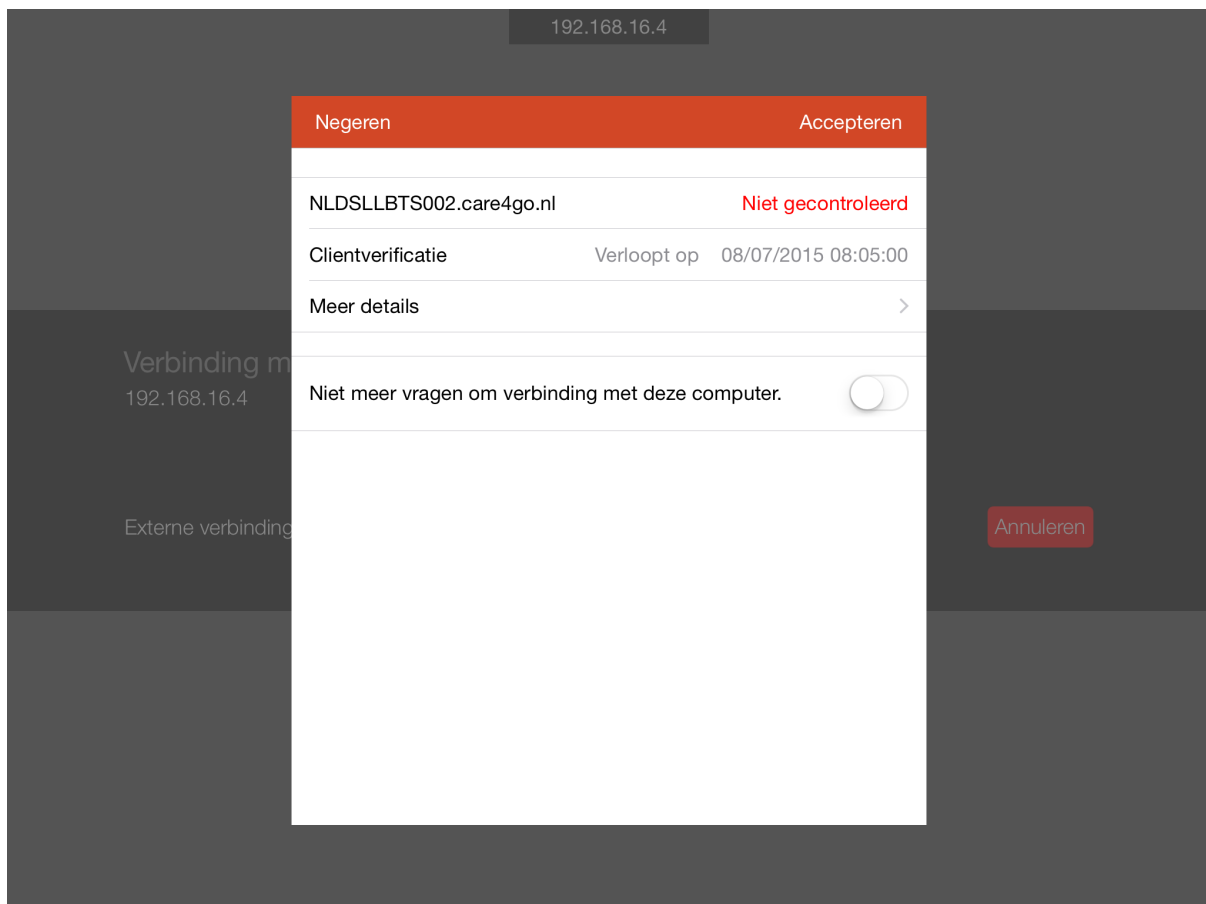 192.168.16.4
Negeren Accepteren
NLDSLLBTS002.care4go.nl Niet gecontroleerd
Clientverificatie Verloopt op 08/07/2015 08:05:00
Meer details
Verbinding m
192.168.16.4
Niet meer vragen om verbinding met deze computer.
Externe verbinding
Annuleren